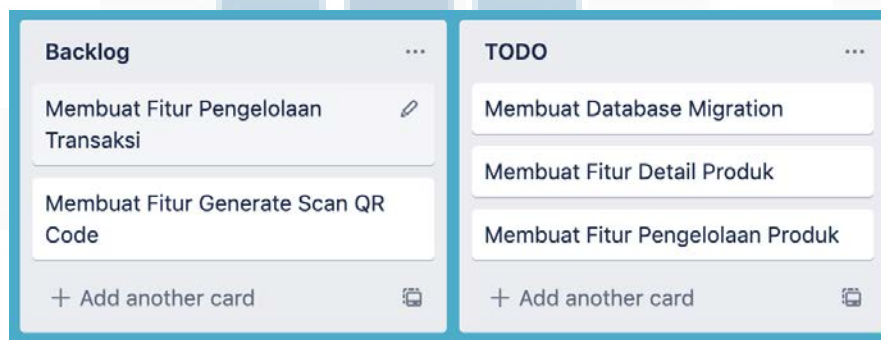 Backlog
Membuat Fitur Pengelolaan
Transaksi
Membuat Fitur Generate Scan QR
Code
+ Add another card
TODO
Membuat Database Migration
Membuat Fitur Detail Produk
Membuat Fitur Pengelolaan Produk
+ Add another card